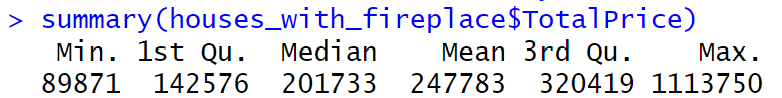 > summary(houses_with_fireplace$TotalPrice)
Min. 1st Qu. Median Mean 3rd Qu. Max.
89871 142576 201733 247783 320419 1113750